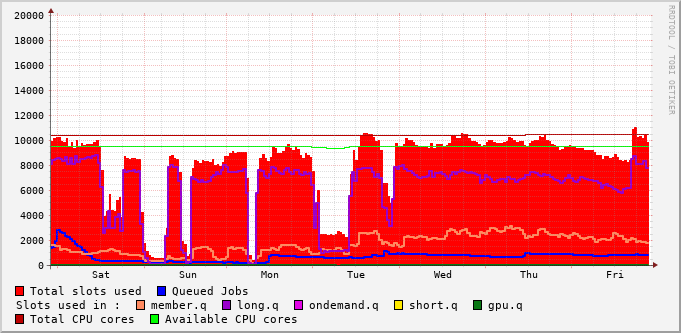 20000
18000
16000
14000
12000
10000
8000
6000
4000
2000
0
Sat Sun Mon Tue Wed Thu Fri
RRDTOOL / TOBI OETIKER
Total slots used Queued Jobs
Slots used in : member.q long.q ondemand.q short.q gpu.q
Total CPU cores Available CPU cores